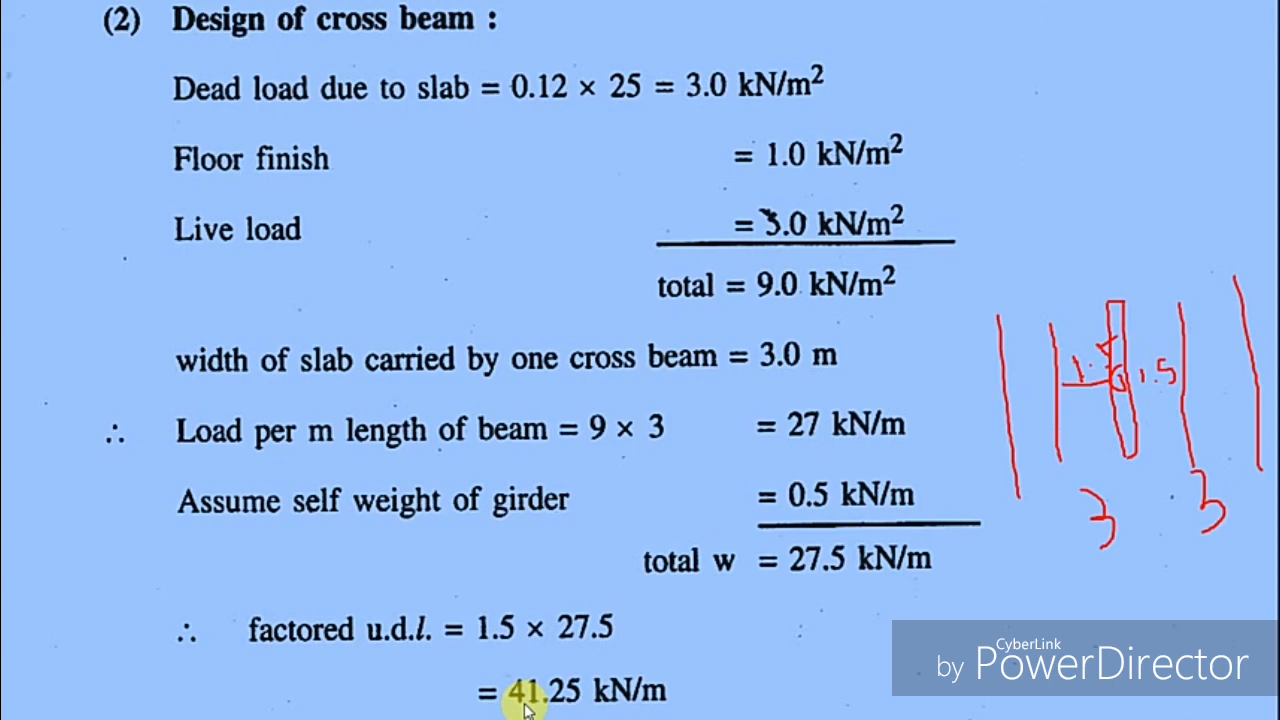 (2) Design of cross beam :
Dead load due to slab = 0.12 × 25 = 3.0 kN/m²
Floor finish = 1.0 kN/m²
Live load = 5.0 kN/m²
total = 9.0 kN/m²
width of slab carried by one cross beam = 3.0 m
∴ Load per m length of beam = 9 × 3 = 27 kN/m
Assume self weight of girder = 0.5 kN/m
total w = 27.5 kN/m
∴ factored u.d.l. = 1.5 × 27.5
= 41.25 kN/m
1.5
3 3
CyberLink
by PowerDirector